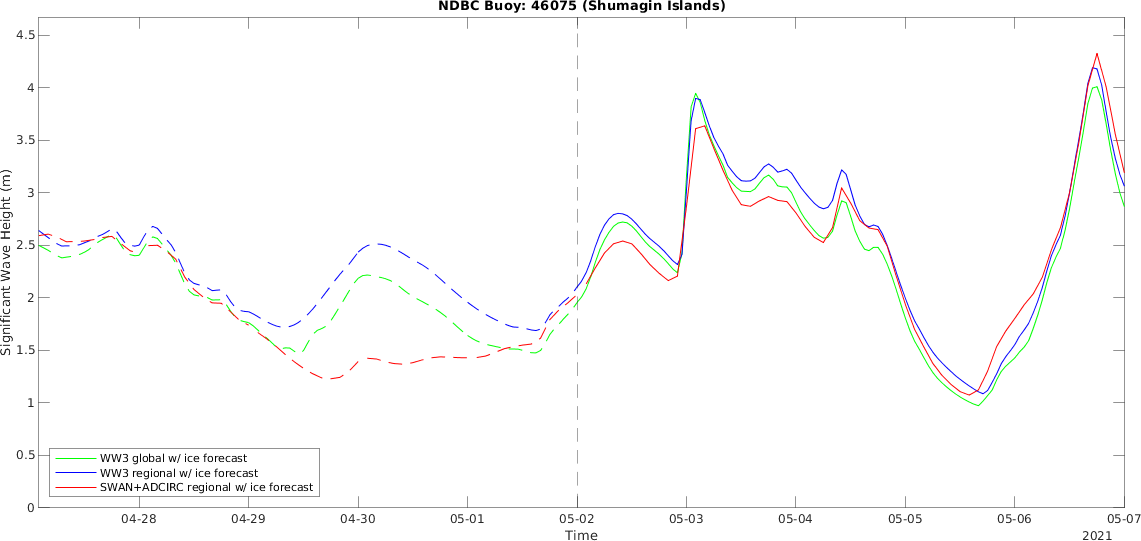 NDBC Buoy: 46075 (Shumagin Islands)
4.5
4
3.5
3
2.5
2
1.5
1
0.5
0
Significant Wave Height (m)
WW3 global w/ ice forecast
WW3 regional w/ ice forecast
SWAN+ADCIRC regional w/ ice forecast
04-28 04-29 04-30 05-01 05-02 05-03 05-04 05-05 05-06 05-07
Time
2021